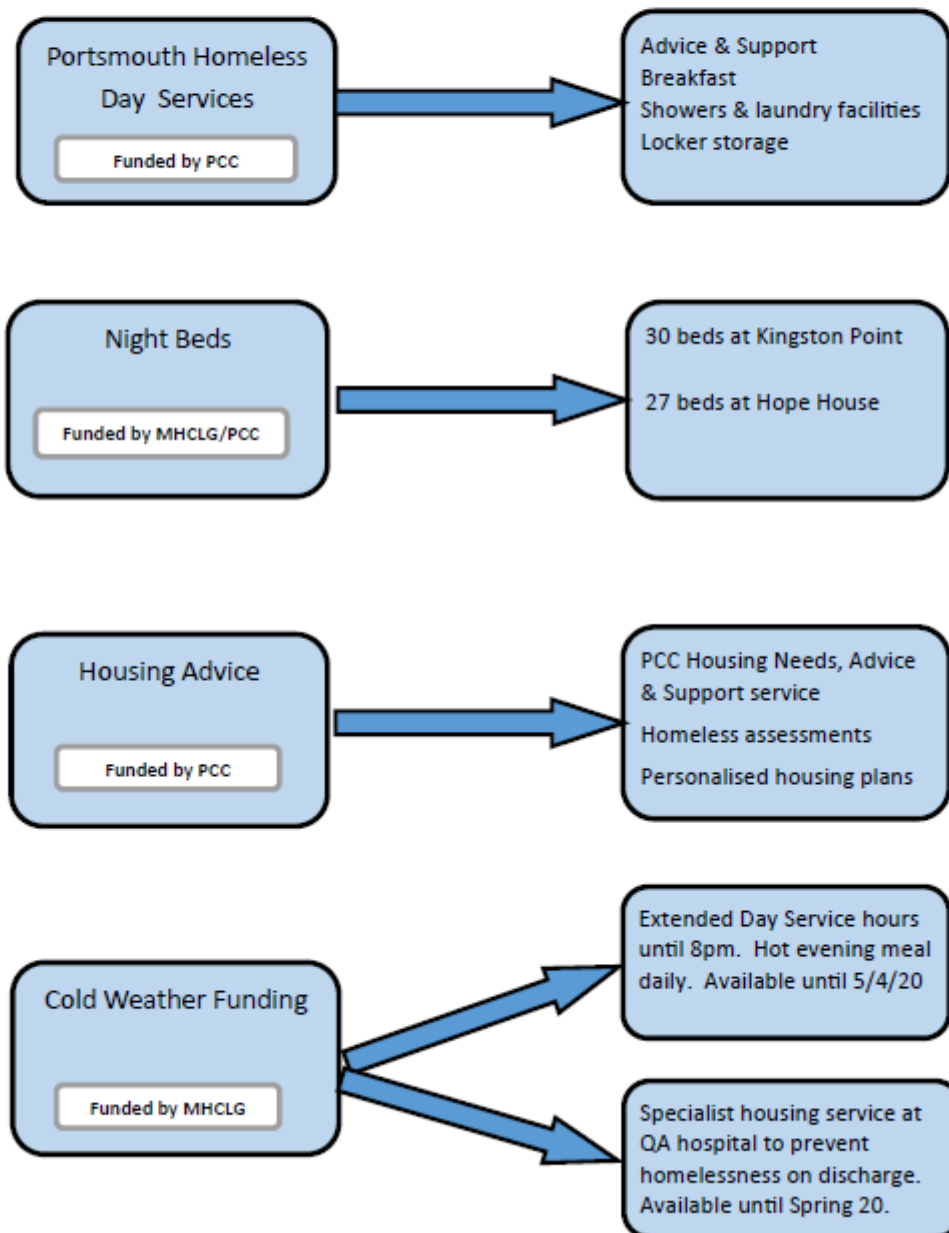 Portsmouth Homeless
Day Services
Funded by PCC
Advice & Support
Breakfast
Showers & laundry facilities
Locker storage
Night Beds
Funded by MHCLG/PCC
30 beds at Kingston Point
27 beds at Hope House
Housing Advice
Funded by PCC
PCC Housing Needs, Advice
& Support service
Homeless assessments
Personalised housing plans
Cold Weather Funding
Funded by MHCLG
Extended Day Service hours
until 8pm. Hot evening meal
daily. Available until 5/4/20
Specialist housing service at
QA hospital to prevent
homelessness on discharge.
Available until Spring 20.